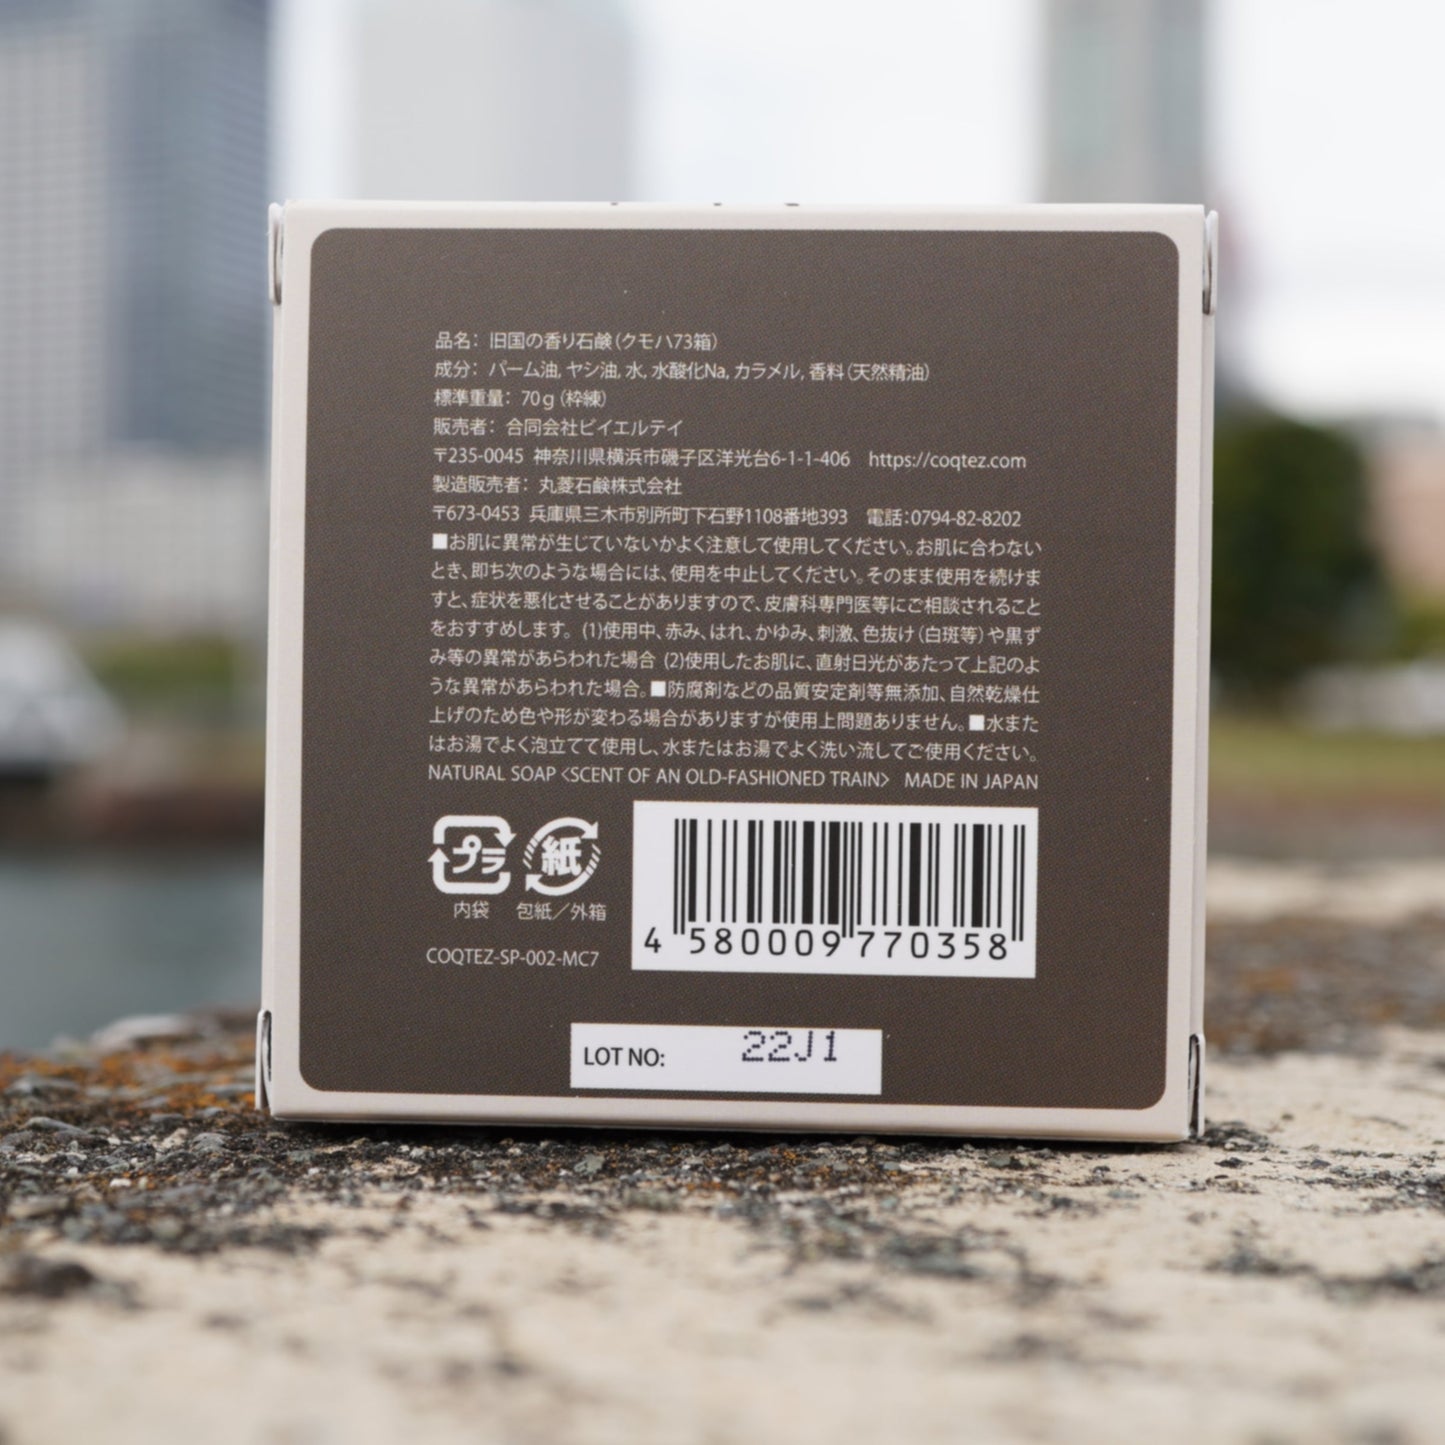 品名： 旧国の香り石鹸（クモハ73箱）
成分： パーム油, ヤシ油, 水, 水酸化Na, カラメル, 香料（天然精油）
標準重量： 70g（枠練）
販売者： 合同会社ビイエルテイ
〒235-0045 神奈川県横浜市磯子区洋光台6-1-1-406 https://coqtez.com
製造販売者： 丸菱石鹸株式会社
〒673-0453 兵庫県三木市別所町下石野1108番地393 電話：0794-82-8202
■お肌に異常が生じていないかよく注意して使用してください。お肌に合わない
とき、即ち次のような場合には、使用を中止してください。そのまま使用を続けま
すと、症状を悪化させることがありますので、皮膚科専門医等にご相談されること
をおすすめします。(1)使用中、赤み、はれ、かゆみ、刺激、色抜け（白斑等）や黒ず
み等の異常があらわれた場合 (2)使用したお肌に、直射日光があたって上記のよ
うな異常があらわれた場合。■防腐剤などの品質安定剤等無添加、自然乾燥仕
上げのため色や形が変わる場合がありますが使用上問題ありません。■水また
はお湯でよく泡立てて使用し、水またはお湯でよく洗い流してご使用ください。
NATURAL SOAP〈SCENT OF AN OLD-FASHIONED TRAIN〉 MADE IN JAPAN
プラ 紙
内袋 包紙／外箱
COQTEZ-SP-002-MC7
4 580009 770358
LOT NO: 22J1